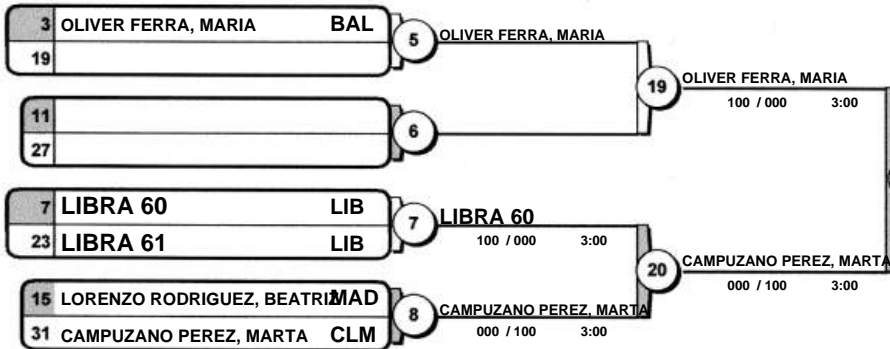 3 OLIVER FERRA, MARIA BAL
19
5 OLIVER FERRA, MARIA
11
27
6
19 OLIVER FERRA, MARIA
100 / 000 3:00
7 LIBRA 60 LIB
23 LIBRA 61 LIB
7 LIBRA 60
100 / 000 3:00
15 LORENZO RODRIGUEZ, BEATRIZ MAD
31 CAMPUZANO PEREZ, MARTA CLM
8 CAMPUZANO PEREZ, MARTA
000 / 100 3:00
20 CAMPUZANO PEREZ, MARTA
000 / 100 3:00